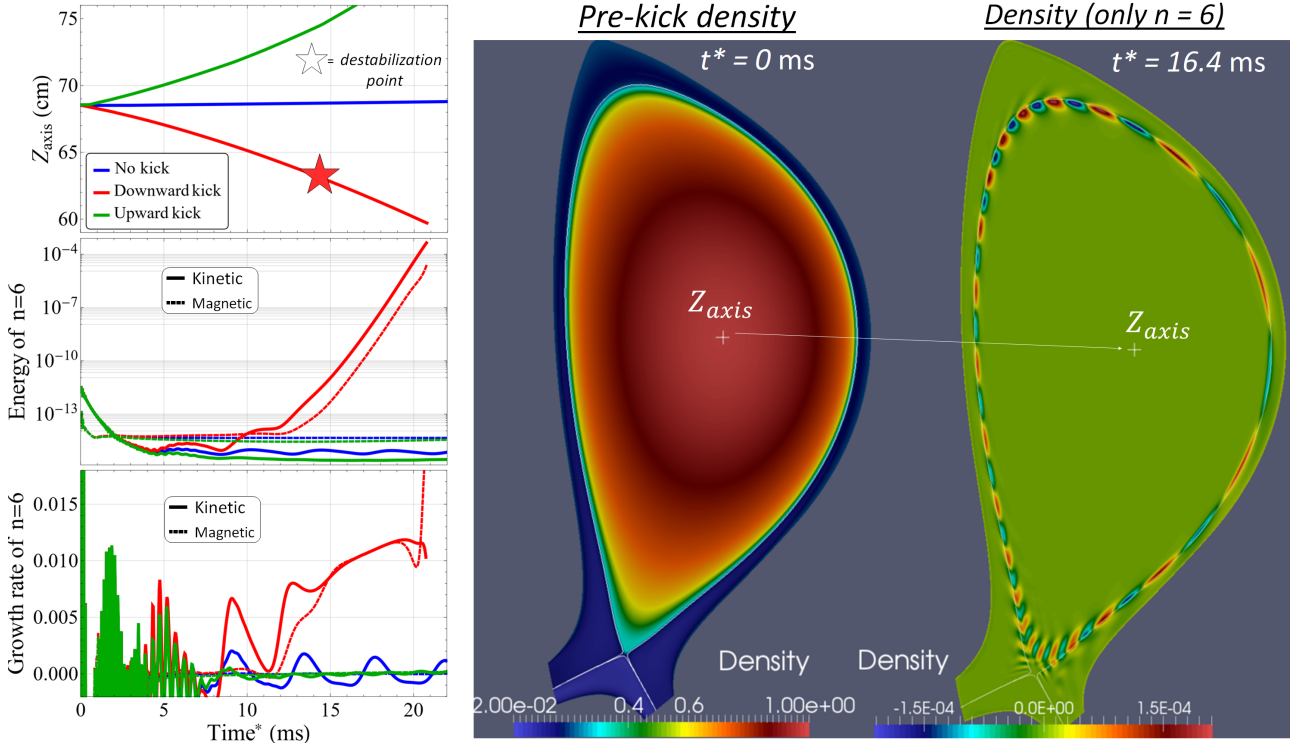 75
70
65
60
Z_axis (cm)
= destabilization
point
No kick
Downward kick
Upward kick
10^-4
10^-7
10^-10
10^-13
Energy of n=6
Kinetic
Magnetic
0.015
0.010
0.005
0.000
Growth rate of n=6
Kinetic
Magnetic
0 5 10 15 20
Time* (ms)
Pre-kick density
t* = 0 ms
Z_axis
Density
2.00e-02 0.4 0.6 1.00e+00
Density (only n = 6)
t* = 16.4 ms
Z_axis
Density
-1.5E-04 0.0E+00 1.5E-04